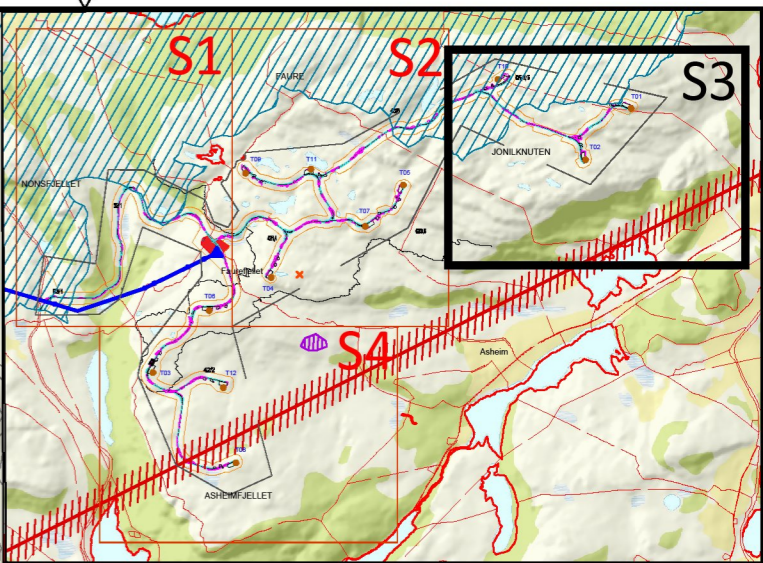 S1
S2
S3
FAURE
T10
T01
JONILKNUTEN
T02
T09
T11
T05
NONSFJELLET
T07
Faurefjellet
T04
T06
S4
Asheim
T03
T12
T08
ASHEIMFJELLET